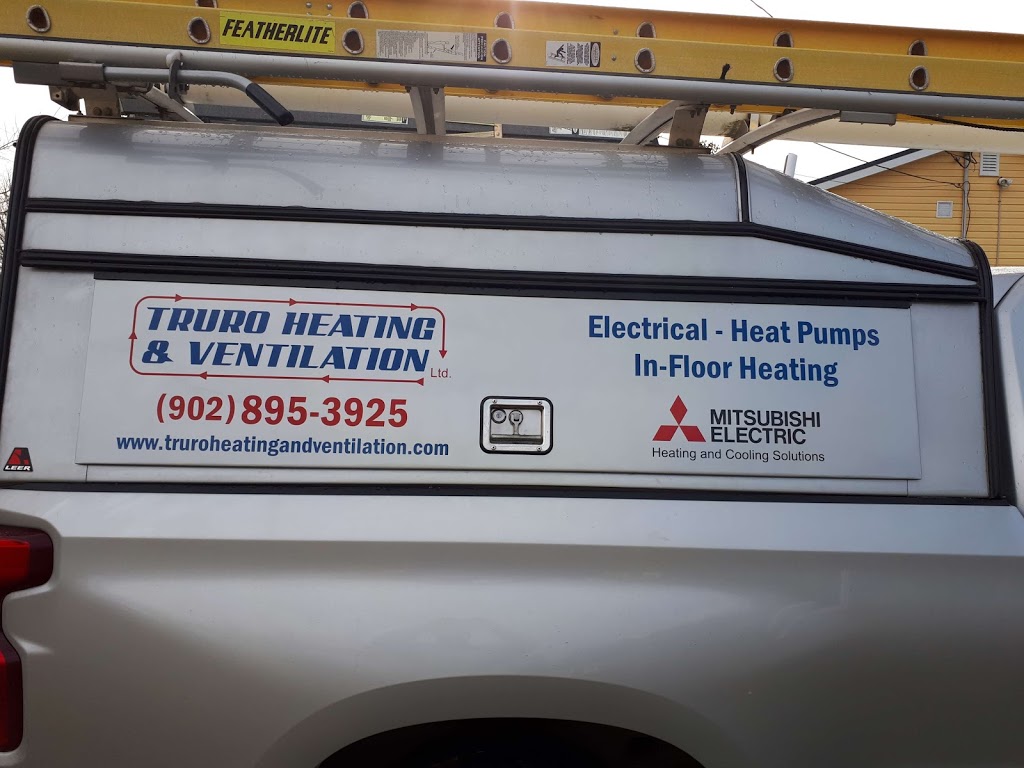 FEATHERLITE
TRURO HEATING
& VENTILATION
Ltd.
(902) 895-3925
www.truroheatingandventilation.com
Electrical - Heat Pumps
In-Floor Heating
MITSUBISHI
ELECTRIC
Heating and Cooling Solutions
LEER